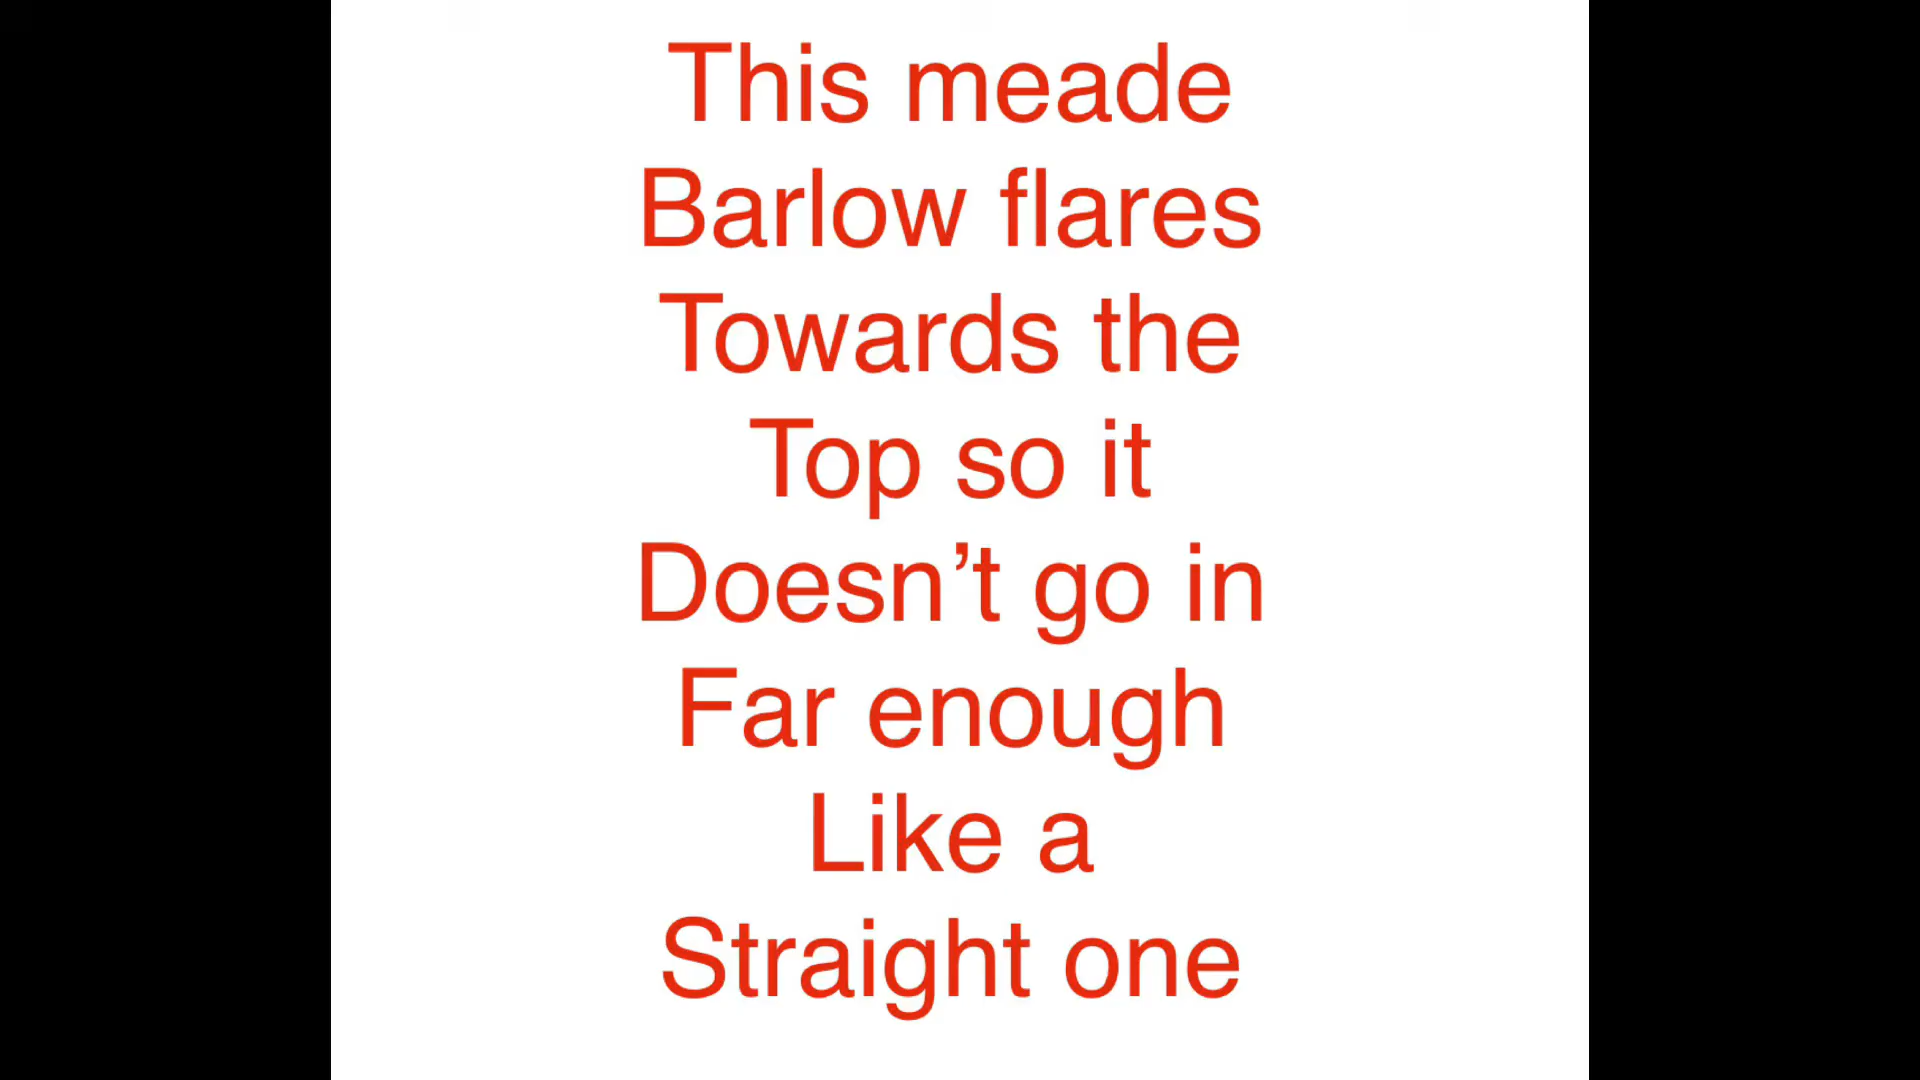 This meade
Barlow flares
Towards the
Top so it
Doesn’t go in
Far enough
Like a
Straight one